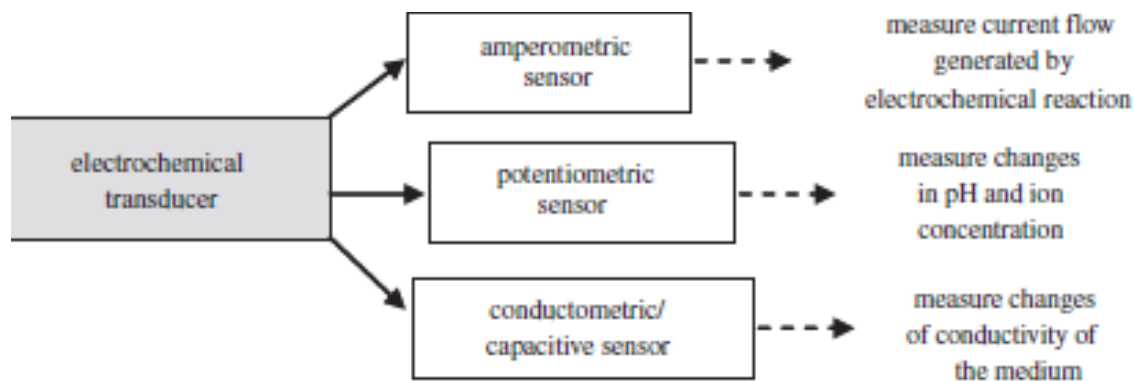 electrochemical
transducer
amperometric
sensor
measure current flow
generated by
electrochemical reaction
potentiometric
sensor
measure changes
in pH and ion
concentration
conductometric/
capacitive sensor
measure changes
of conductivity of
the medium